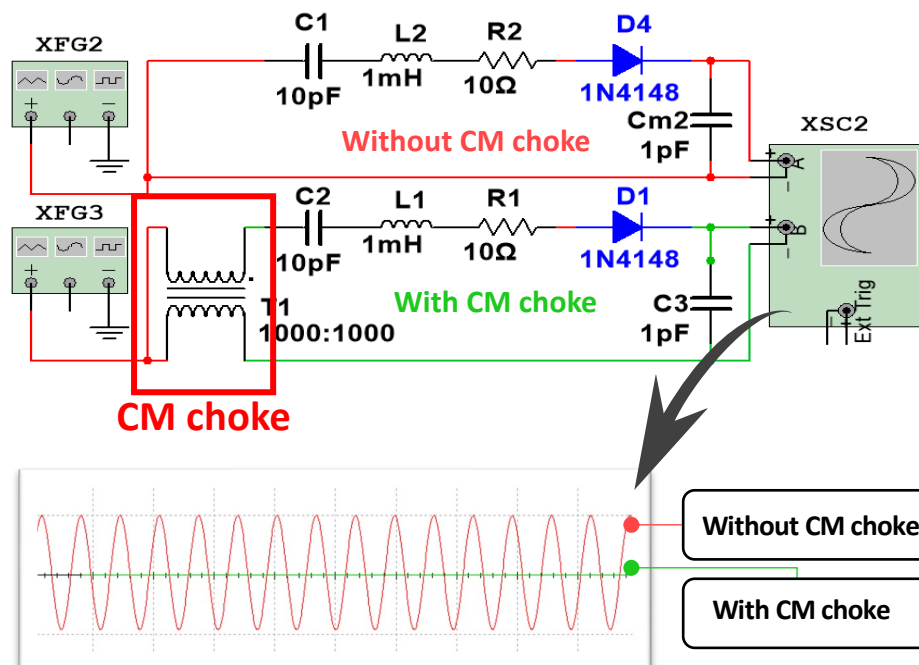 C1 L2 R2 D4
XFG2
10pF 1mH 10Ω 1N4148
+ −
Without CM choke
Cm2
1pF
XSC2
+ A −
XFG3
C2 L1 R1 D1
+ B −
10pF 1mH 10Ω 1N4148
+ −
With CM choke
T1
1000:1000
C3
1pF
Ext Trig
− +
CM choke
Without CM choke
With CM choke